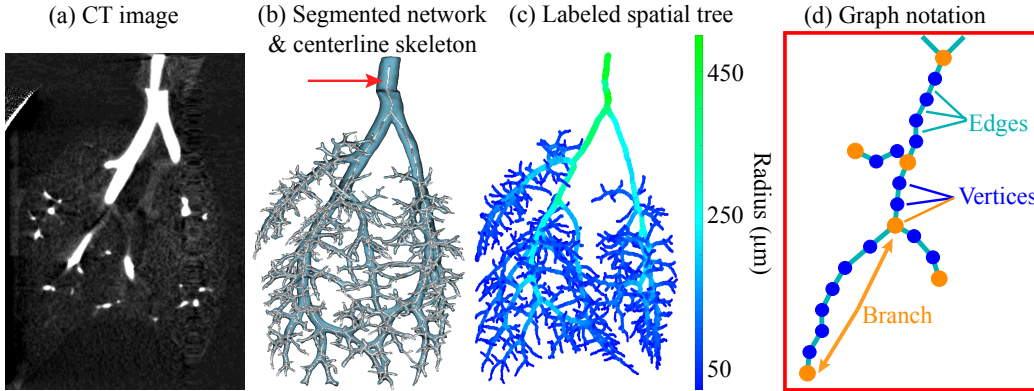 (a) CT image
(b) Segmented network
& centerline skeleton
(c) Labeled spatial tree
(d) Graph notation
450
250
50
Radius (µm)
Edges
Vertices
Branch